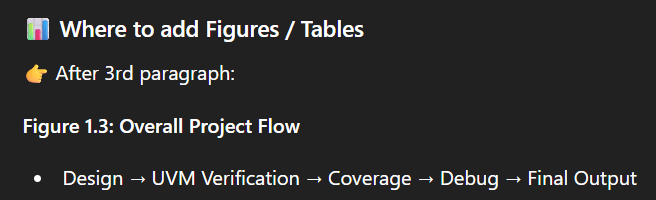 📊 Where to add Figures / Tables
👉 After 3rd paragraph:
Figure 1.3: Overall Project Flow
• Design → UVM Verification → Coverage → Debug → Final Output